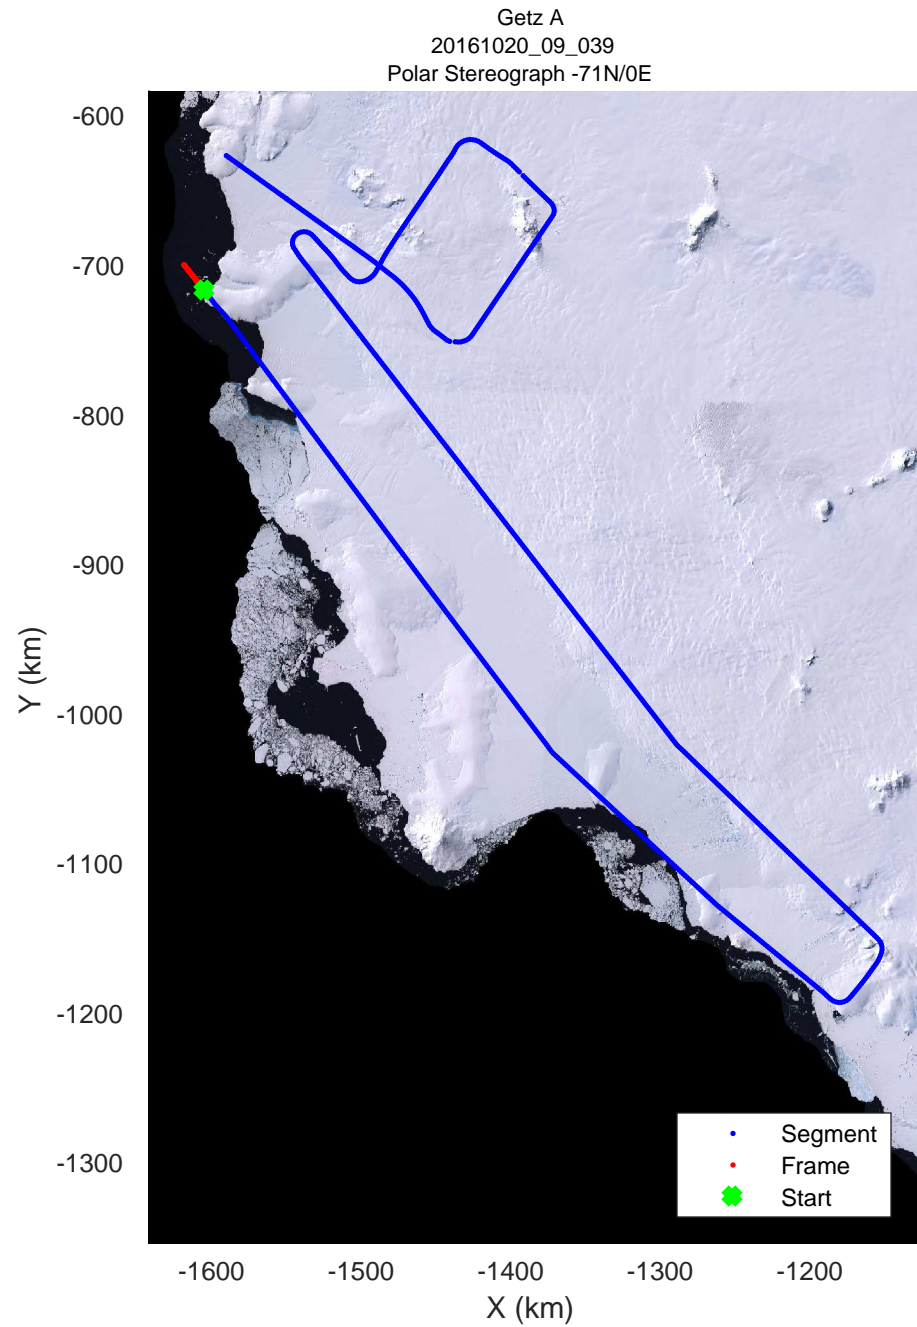 Getz A
20161020_09_039
Polar Stereograph -71N/0E
-600
-700
-800
-900
-1000
-1100
-1200
-1300
Y (km)
Segment
Frame
Start
-1600
-1500
-1400
-1300
-1200
X (km)